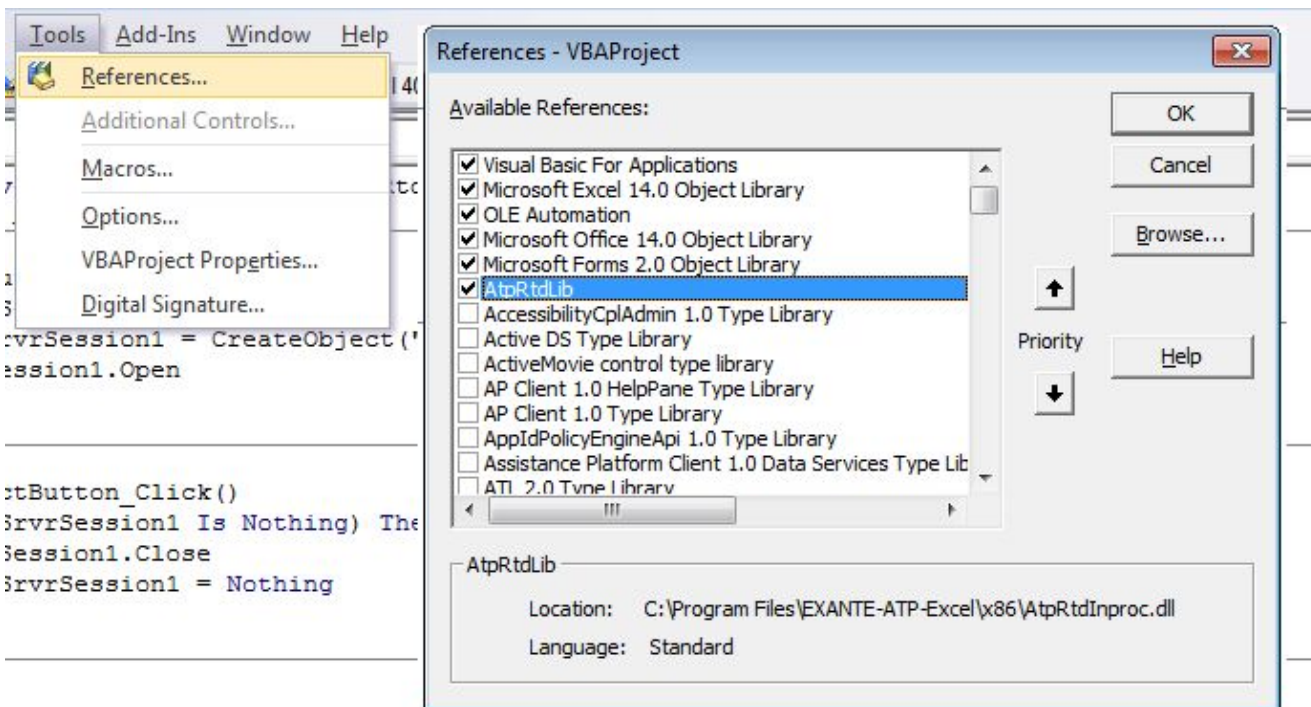 Tools Add-Ins Window Help
References...
Additional Controls...
Macros...
Options...
VBAProject Properties...
Digital Signature...
rvrSession1 = CreateObject("
ession1.Open
ctButton_Click()
SrvrSession1 Is Nothing) The
Session1.Close
SrvrSession1 = Nothing
References - VBAProject
Available References:
Visual Basic For Applications
Microsoft Excel 14.0 Object Library
OLE Automation
Microsoft Office 14.0 Object Library
Microsoft Forms 2.0 Object Library
AtpRtdLib
AccessibilityCplAdmin 1.0 Type Library
Active DS Type Library
ActiveMovie control type library
AP Client 1.0 HelpPane Type Library
AP Client 1.0 Type Library
AppIdPolicyEngineApi 1.0 Type Library
Assistance Platform Client 1.0 Data Services Type Lib
ATL 2.0 Type Library
OK
Cancel
Browse...
Priority
Help
AtpRtdLib
Location: C:\Program Files\EXANTE-ATP-Excel\x86\AtpRtdInproc.dll
Language: Standard